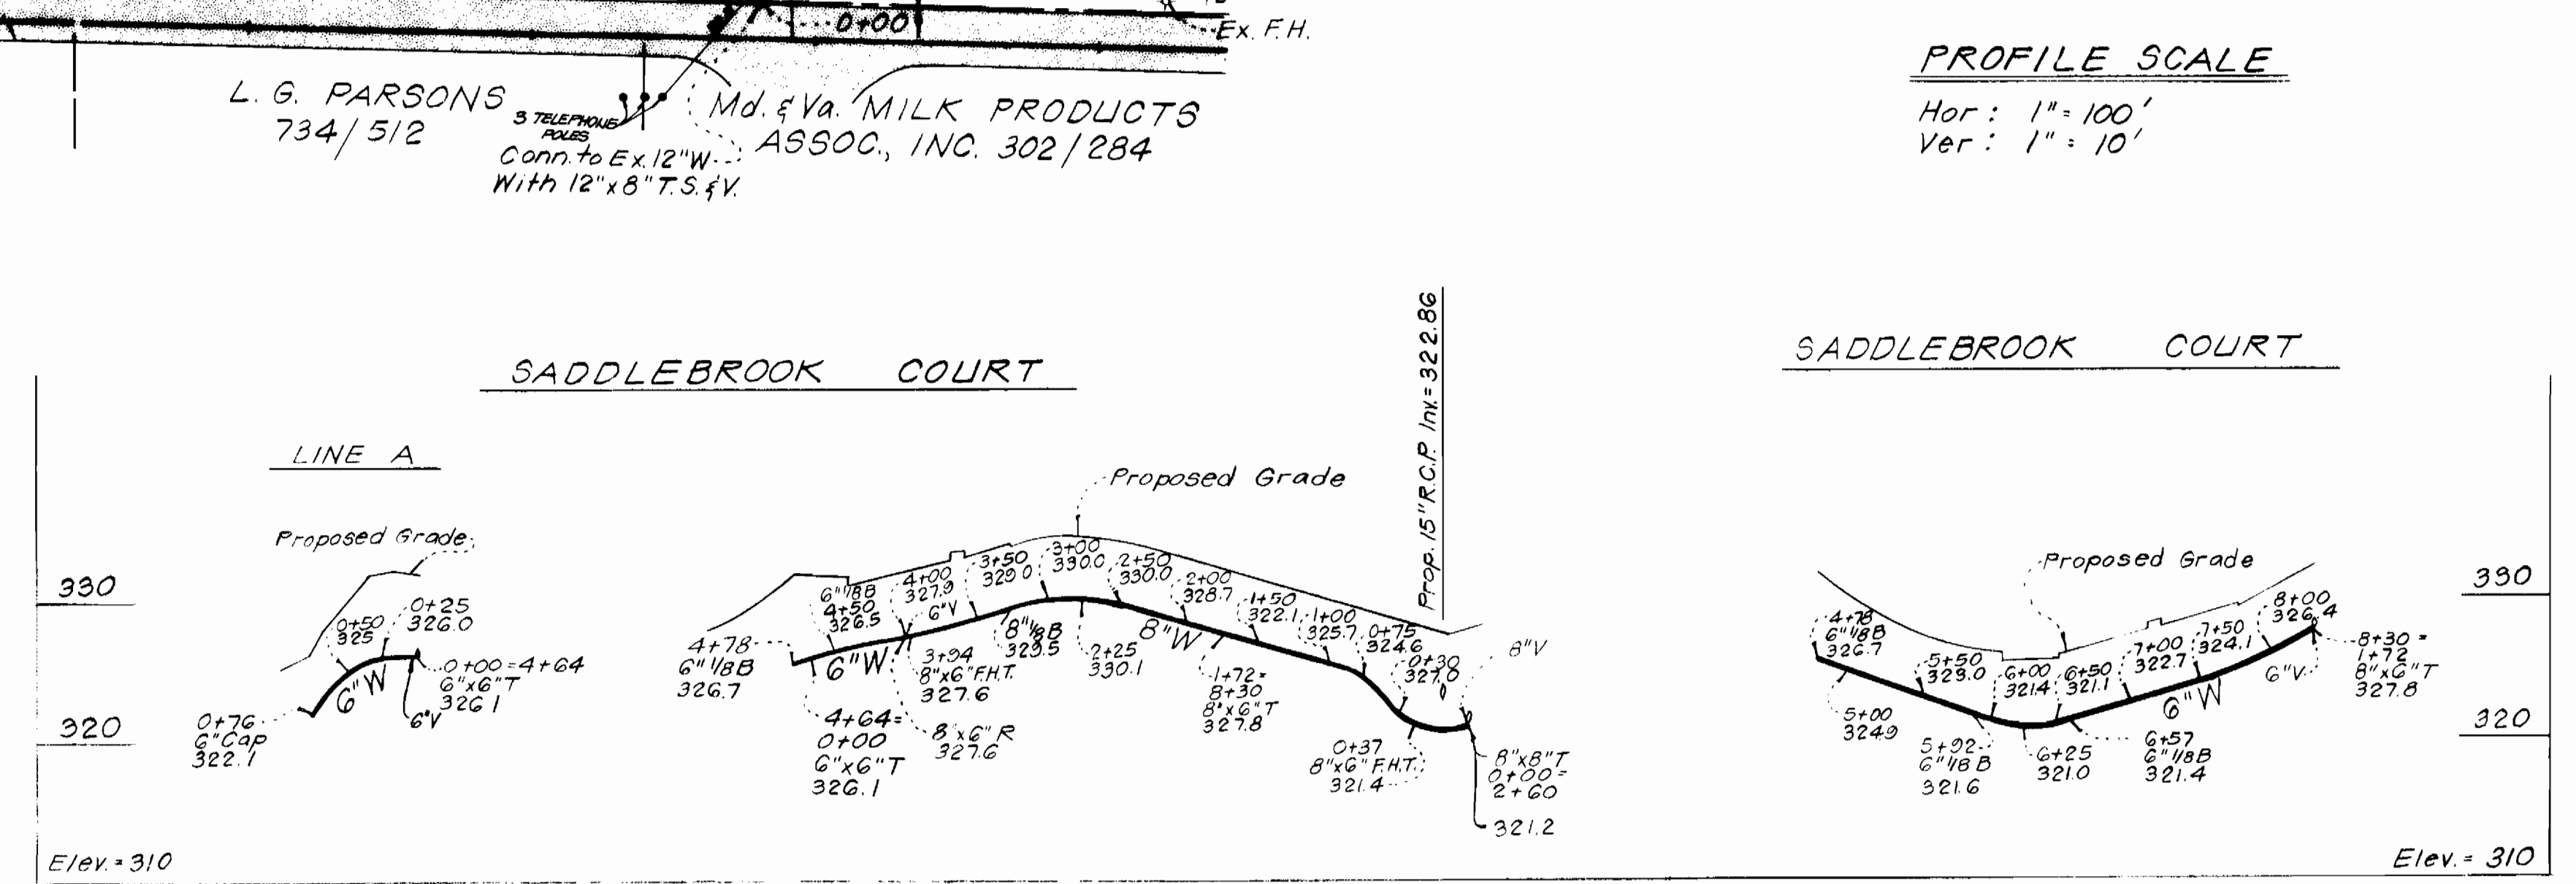 0+00
Ex. F.H.
L. G. PARSONS
734/512
3 TELEPHONE
POLES
Conn. to Ex. 12"W
With 12"x8" T.S.&V.
Md. & Va. MILK PRODUCTS
ASSOC., INC. 302/284
PROFILE SCALE
Hor: 1" = 100'
Ver: 1" = 10'
SADDLEBROOK COURT
SADDLEBROOK COURT
Prop. 15" R.C.P. Inv.= 322.86
LINE A
Proposed Grade
330
320
Elev. = 310
0+50
325
0+25
326.0
6"W
0+00=4+64
6"x6"T
326.1
6"V
0+76
6"Cap
322.1
Proposed Grade
4+78
6" 1/8 B
326.7
6" 1/8 B
4+50
326.5
4+00
327.9
6"V
3+50
329.0
3+00
330.0
2+50
330.0
2+00
328.7
1+50
322.1
1+00
325.7
0+75
324.6
0+30
327.0
8"V
6"W
3+94
8"x6" F.H.T.
327.6
8" 1/8 B
329.5
2+25
330.1
8"W
1+72=
8+30
8"x6"T
327.8
4+64=
0+00
6"x6"T
326.1
8"x6"R
327.6
0+37
8"x6" F.H.T.
321.4
8"x8"T
0+00=
2+60
321.2
Proposed Grade
4+78
6" 1/8 B
326.7
5+50
323.0
6+00
321.4
6+50
321.1
7+00
322.7
7+50
324.1
8+00
326.4
6"V
8+30 =
1+72
8"x6"T
327.8
6"W
5+00
324.9
5+92
6" 1/8 B
321.6
6+25
321.0
6+57
6" 1/8 B
321.4
330
320
Elev. = 310